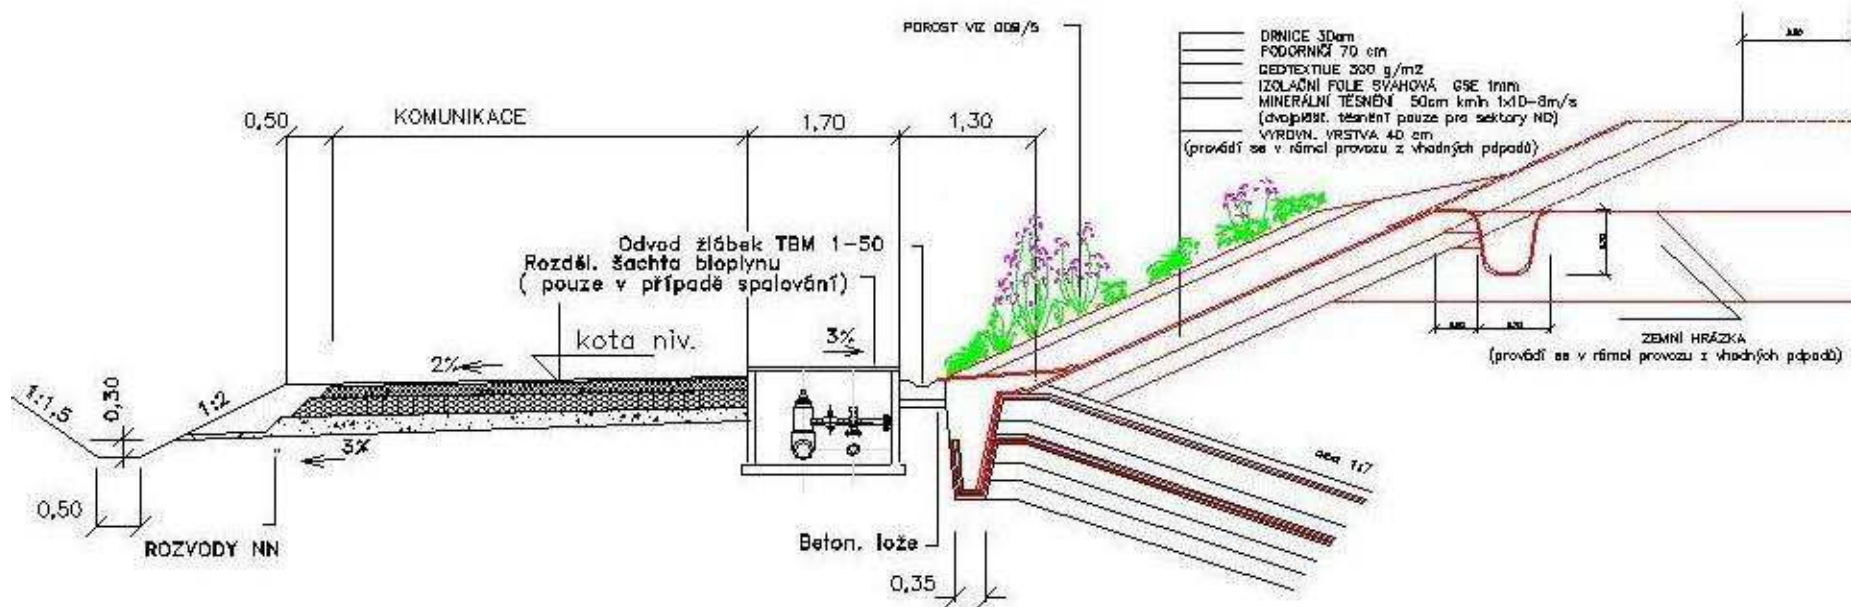 POROST VIZ 009/5
DRNICE 30cm
PODORNIČÍ 70 cm
GEOTEXTILIE 300 g/m2
IZOLAČNÍ FOLIE SVAHOVÁ GSE 1mm
MINERÁLNÍ TĚSNĚNÍ 50cm kmin 1x10-8m/s
(dvojplášť. těsnění pouze pro sektory NO)
VYROVN. VRSTVA 40 cm
(provádí se v rámci provozu z vhodných odpadů)
0,50
KOMUNIKACE
1,70
1,30
Odvod žlábek TBM 1-50
Rozděl. šachta bioplynu
( pouze v případě spalování)
kota niv.
3%
2%
1:1,5
0,30
1:2
3%
0,50
ROZVODY NN
Beton. lože
0,35
1:7
ZEMNÍ HRÁZKA
(provádí se v rámci provozu z vhodných odpadů)